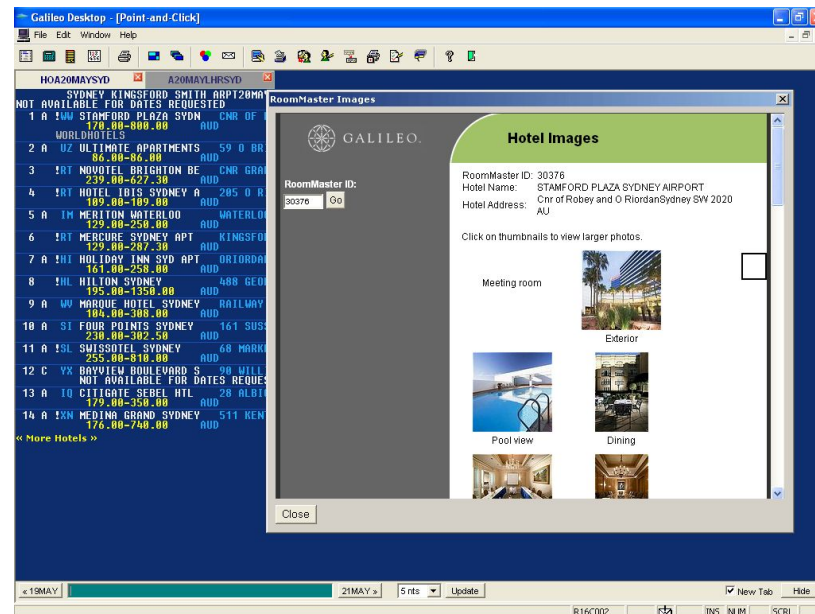 Galileo Desktop - [Point-and-Click]
File Edit Window Help
HOA20MAYSYD A20MAYLHRSYD
SYDNEY KINGSFORD SMITH ARPT20MAY
NOT AVAILABLE FOR DATES REQUESTED
1 A !WW STAMFORD PLAZA SYDN CNR OF
170.00-800.00 AUD
WORLDHOTELS
2 A UZ ULTIMATE APARTMENTS 59 O BR
86.00-86.00 AUD
3 !RT NOVOTEL BRIGHTON BE CNR GRA
239.00-627.30 AUD
4 !RT HOTEL IBIS SYDNEY A 205 O R
109.00-109.00 AUD
5 A IM MERITON WATERLOO WATERLO
129.00-250.00 AUD
6 !RT MERCURE SYDNEY APT KINGSFO
129.00-287.30 AUD
7 A !HI HOLIDAY INN SYD APT ORIORDA
161.00-258.00 AUD
8 !HL HILTON SYDNEY 488 GEO
195.00-1350.00 AUD
9 A WV MARQUE HOTEL SYDNEY RAILWAY
104.00-308.00 AUD
10 A SI FOUR POINTS SYDNEY 161 SUS
230.00-302.50 AUD
11 A !SL SWISSOTEL SYDNEY 68 MARK
255.00-810.00 AUD
12 C YX BAYVIEW BOULEVARD S 90 WILL
NOT AVAILABLE FOR DATES REQUES
13 A IQ CITIGATE SEBEL HTL 28 ALBI
179.00-350.00 AUD
14 A !XN MEDINA GRAND SYDNEY 511 KEN
176.00-740.00 AUD
« More Hotels »
RoomMaster Images
GALILEO.
Hotel Images
RoomMaster ID:
30376 Go
RoomMaster ID: 30376
Hotel Name: STAMFORD PLAZA SYDNEY AIRPORT
Hotel Address: Cnr of Robey and O RiordanSydney SW 2020
AU
Click on thumbnails to view larger photos.
Meeting room
Exterior
Pool view Dining
Close
« 19MAY 21MAY » 5 nts Update New Tab Hide
R16C002 INS NUM SCRL